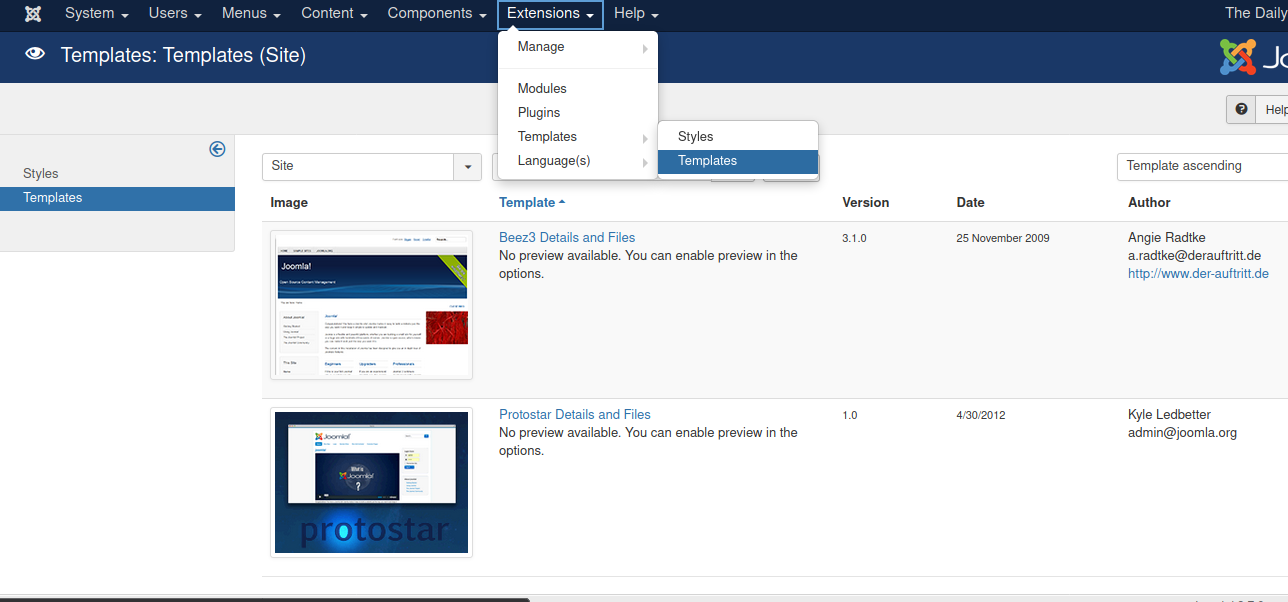 System Users Menus Content Components Extensions Help The Daily
Templates: Templates (Site)
Manage
Modules
Plugins
Templates
Language(s)
Styles
Templates
Help
Styles
Templates
Site
Template ascending
Image Template Version Date Author
Beez3 Details and Files 3.1.0 25 November 2009 Angie Radtke
No preview available. You can enable preview in the a.radtke@derauftritt.de
options. http://www.der-auftritt.de
Joomla!
Open Source Content Management
Protostar Details and Files 1.0 4/30/2012 Kyle Ledbetter
No preview available. You can enable preview in the admin@joomla.org
options.
Joomla!
What is
Joomla!
?
protostar